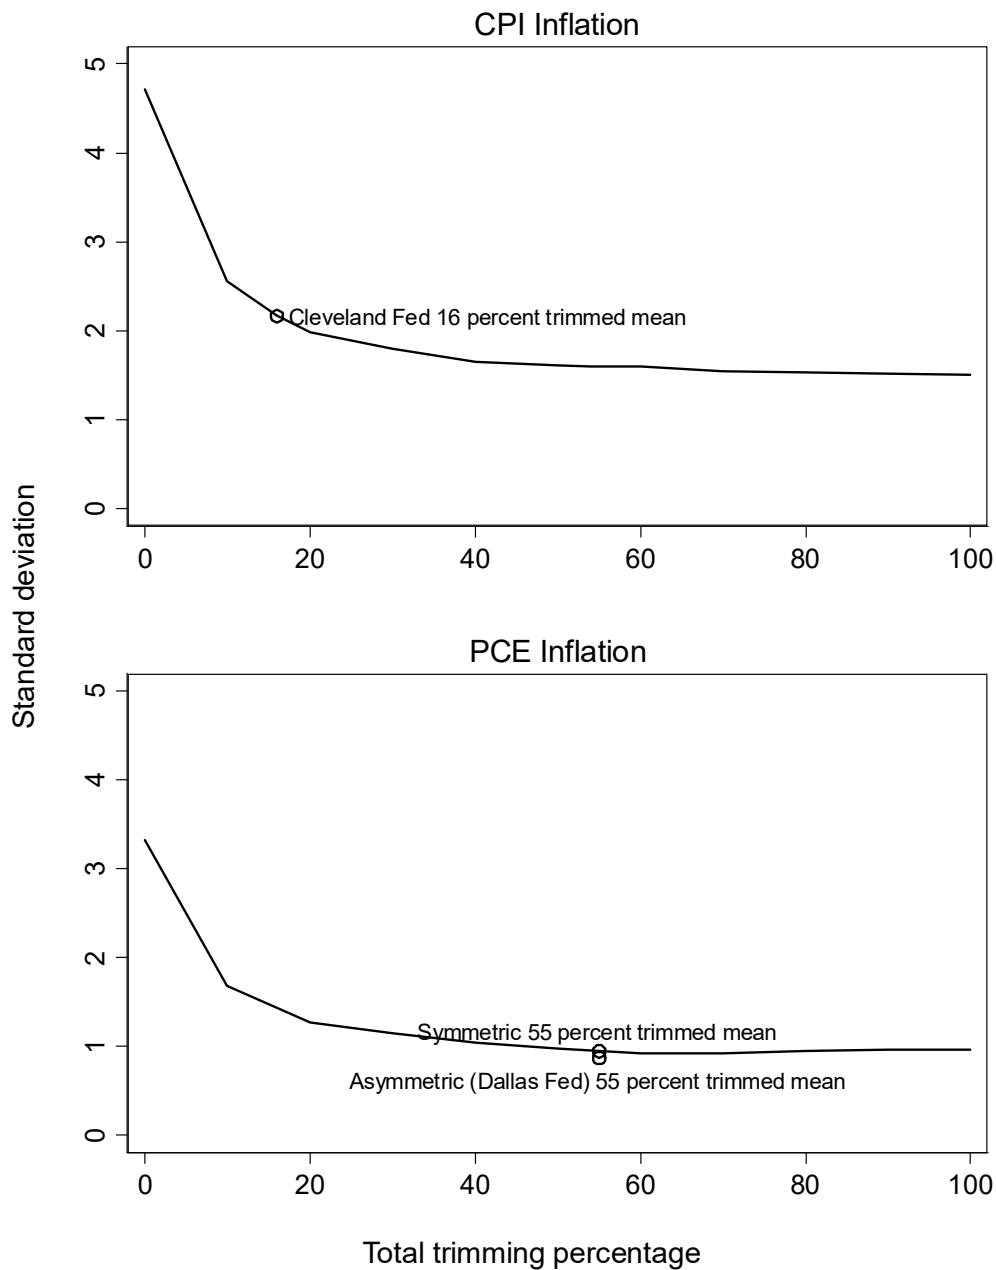 CPI Inflation
5
4
3
2
1
0
Cleveland Fed 16 percent trimmed mean
0 20 40 60 80 100
Standard deviation
PCE Inflation
5
4
3
2
1
0
Symmetric 55 percent trimmed mean
Asymmetric (Dallas Fed) 55 percent trimmed mean
0 20 40 60 80 100
Total trimming percentage